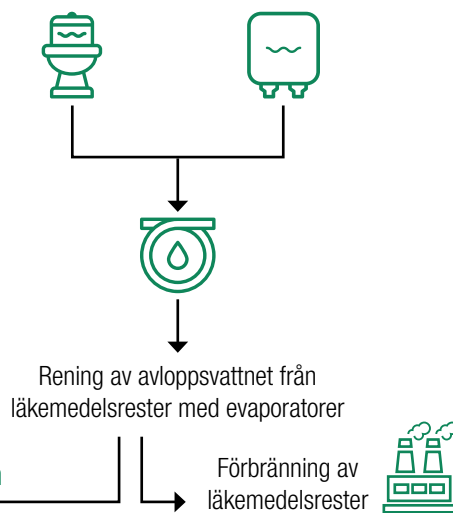 Rening av avloppsvattnet från
läkemedelsrester med evaporatorer
Förbränning av
läkemedelsrester